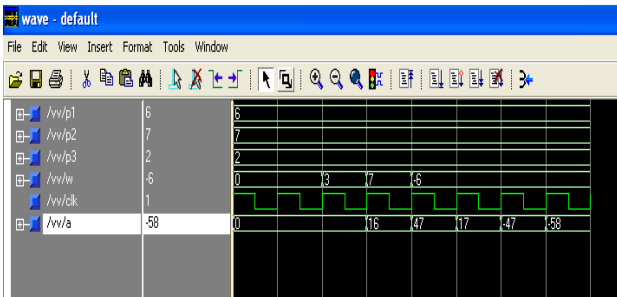 wave - default
File Edit View Insert Format Tools Window
/vv/p1 6 6
/vv/p2 7 7
/vv/p3 2 2
/vv/w -6 0 3 7 -6
/vv/clk 1
/vv/a -58 0 16 47 17 -47 -58